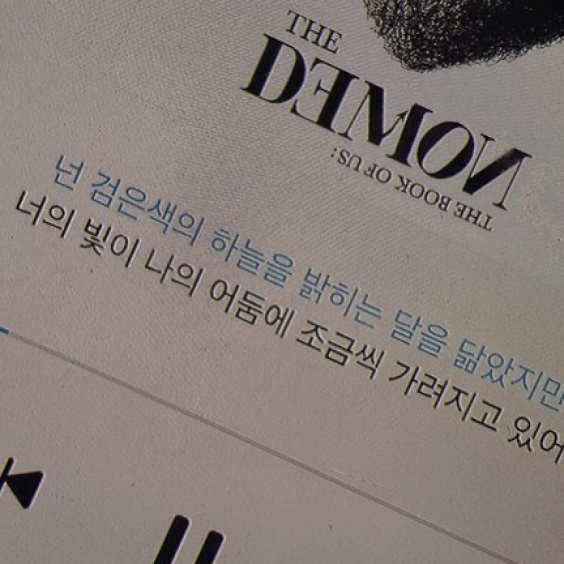 THE
DEMON
THE BOOK OF US:
넌 검은색의 하늘을 밝히는 달을 닮았지만
너의 빛이 나의 어둠에 조금씩 가려지고 있어